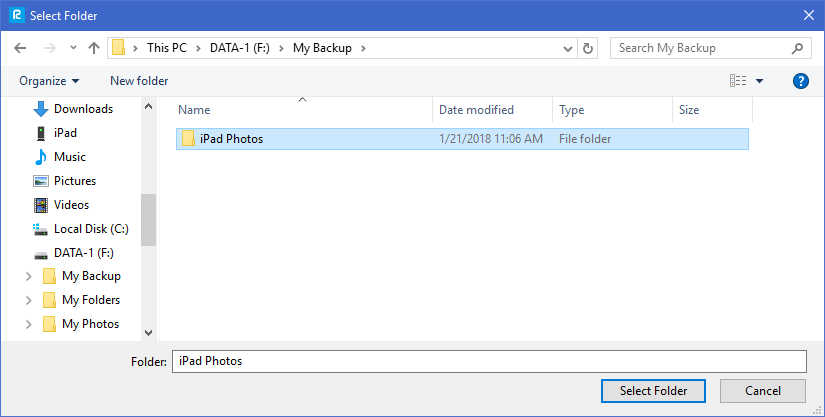 Select Folder
This PC > DATA-1 (F:) > My Backup >
Search My Backup
Organize
New folder
?
Name
Date modified
Type
Size
iPad Photos
1/21/2018 11:06 AM
File folder
Downloads
iPad
Music
Pictures
Videos
Local Disk (C:)
DATA-1 (F:)
My Backup
My Folders
My Photos
Folder:
iPad Photos
Select Folder
Cancel